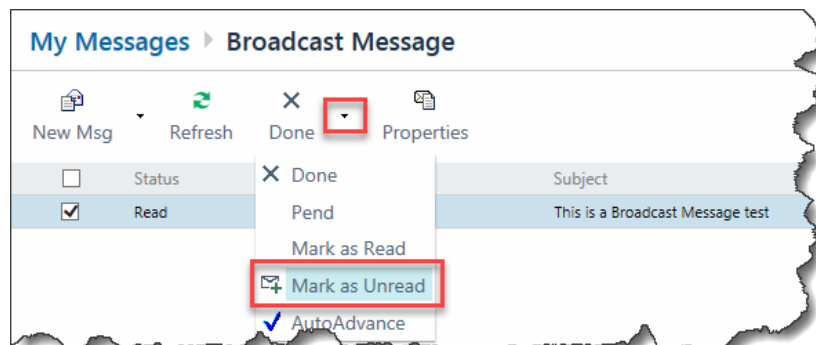 My Messages Broadcast Message
New Msg Refresh Done Properties
Status Subject
Read This is a Broadcast Message test
Done
Pend
Mark as Read
Mark as Unread
AutoAdvance